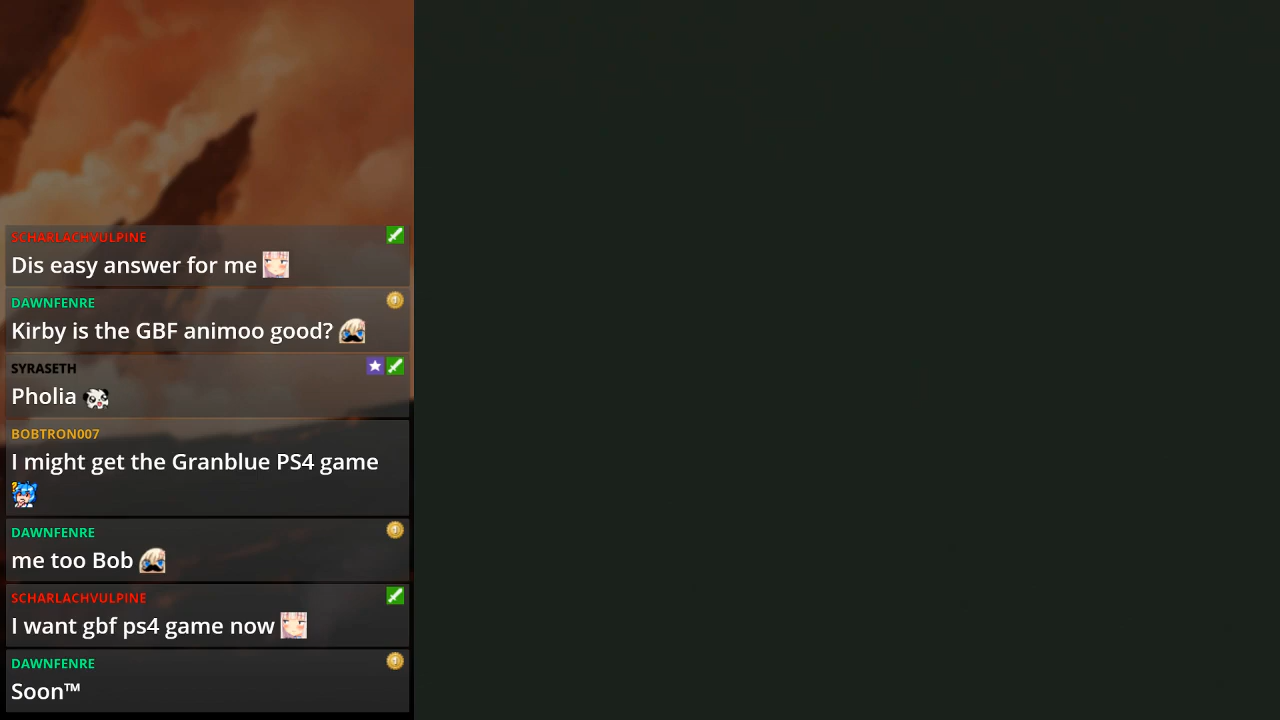 SCHARLACHVULPINE
Dis easy answer for me
DAWNFENRE
Kirby is the GBF animoo good?
SYRASETH
Pholia
BOBTRON007
I might get the Granblue PS4 game
DAWNFENRE
me too Bob
SCHARLACHVULPINE
I want gbf ps4 game now
DAWNFENRE
Soon™